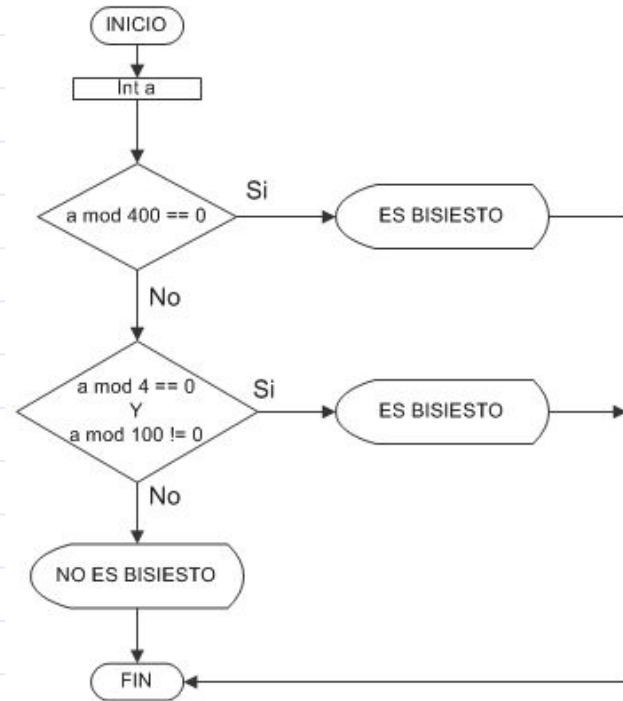 INICIO
Int a
a mod 400 == 0
Si
ES BISIESTO
No
a mod 4 == 0
Y
a mod 100 != 0
Si
ES BISIESTO
No
NO ES BISIESTO
FIN